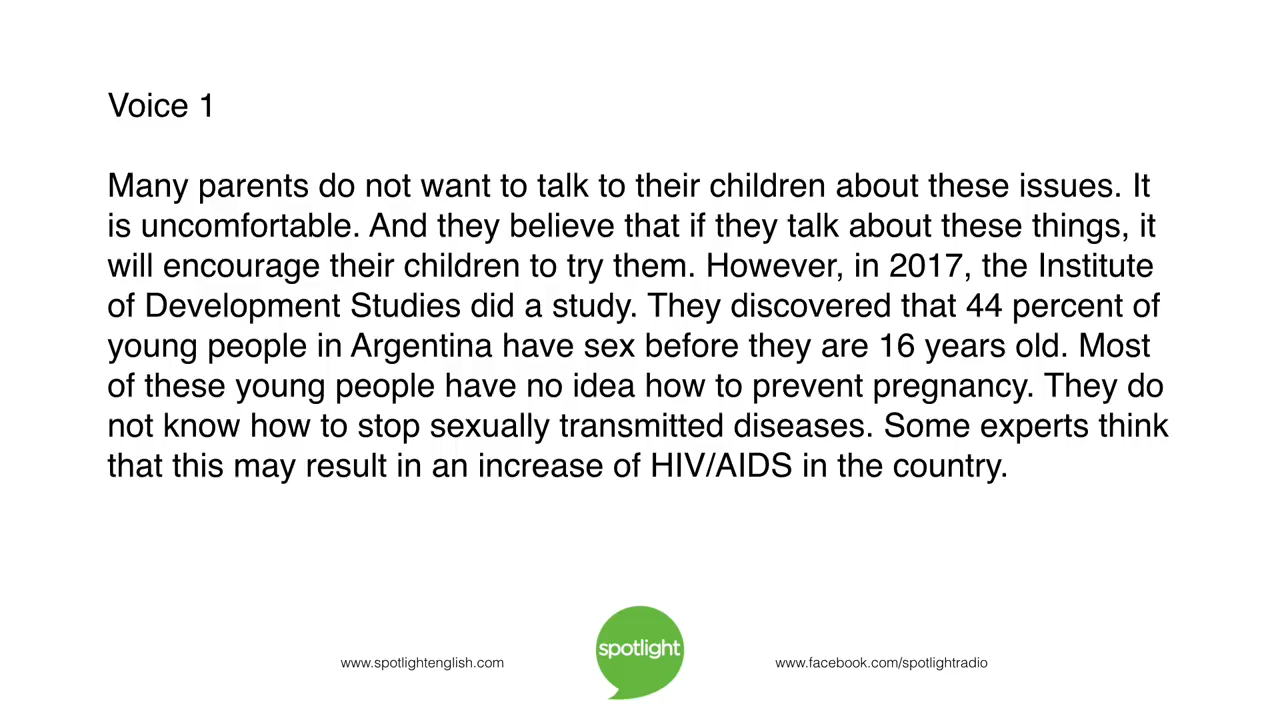 Voice 1
Many parents do not want to talk to their children about these issues. It
is uncomfortable. And they believe that if they talk about these things, it
will encourage their children to try them. However, in 2017, the Institute
of Development Studies did a study. They discovered that 44 percent of
young people in Argentina have sex before they are 16 years old. Most
of these young people have no idea how to prevent pregnancy. They do
not know how to stop sexually transmitted diseases. Some experts think
that this may result in an increase of HIV/AIDS in the country.
www.spotlightenglish.com
spotlight
www.facebook.com/spotlightradio